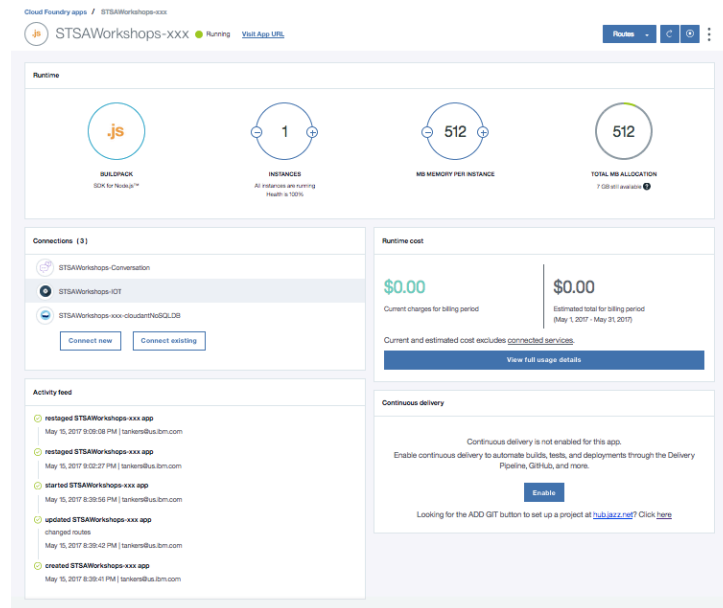 Cloud Foundry apps / STSAWorkshops-xxx
.js STSAWorkshops-xxx Running Visit App URL Routes
Runtime
.js
BUILDPACK
SDK for Node.js™
1
INSTANCES
All instances are running
Health is 100%
512
MB MEMORY PER INSTANCE
512
TOTAL MB ALLOCATION
7 GB still available ?
Connections (3)
STSAWorkshops-Conversation
STSAWorkshops-IOT
STSAWorkshops-xxx-cloudantNoSQLDB
Connect new Connect existing
Runtime cost
$0.00
Current charges for billing period
$0.00
Estimated total for billing period
(May 1, 2017 - May 31, 2017)
Current and estimated cost excludes connected services.
View full usage details
Activity feed
restaged STSAWorkshops-xxx app
May 15, 2017 9:09:08 PM | tankers@us.ibm.com
restaged STSAWorkshops-xxx app
May 15, 2017 9:02:27 PM | tankers@us.ibm.com
started STSAWorkshops-xxx app
May 15, 2017 8:39:56 PM | tankers@us.ibm.com
updated STSAWorkshops-xxx app
changed routes
May 15, 2017 8:39:42 PM | tankers@us.ibm.com
created STSAWorkshops-xxx app
May 15, 2017 8:39:41 PM | tankers@us.ibm.com
Continuous delivery
Continuous delivery is not enabled for this app.
Enable continuous delivery to automate builds, tests, and deployments through the Delivery
Pipeline, GitHub, and more.
Enable
Looking for the ADD GIT button to set up a project at hub.jazz.net? Click here